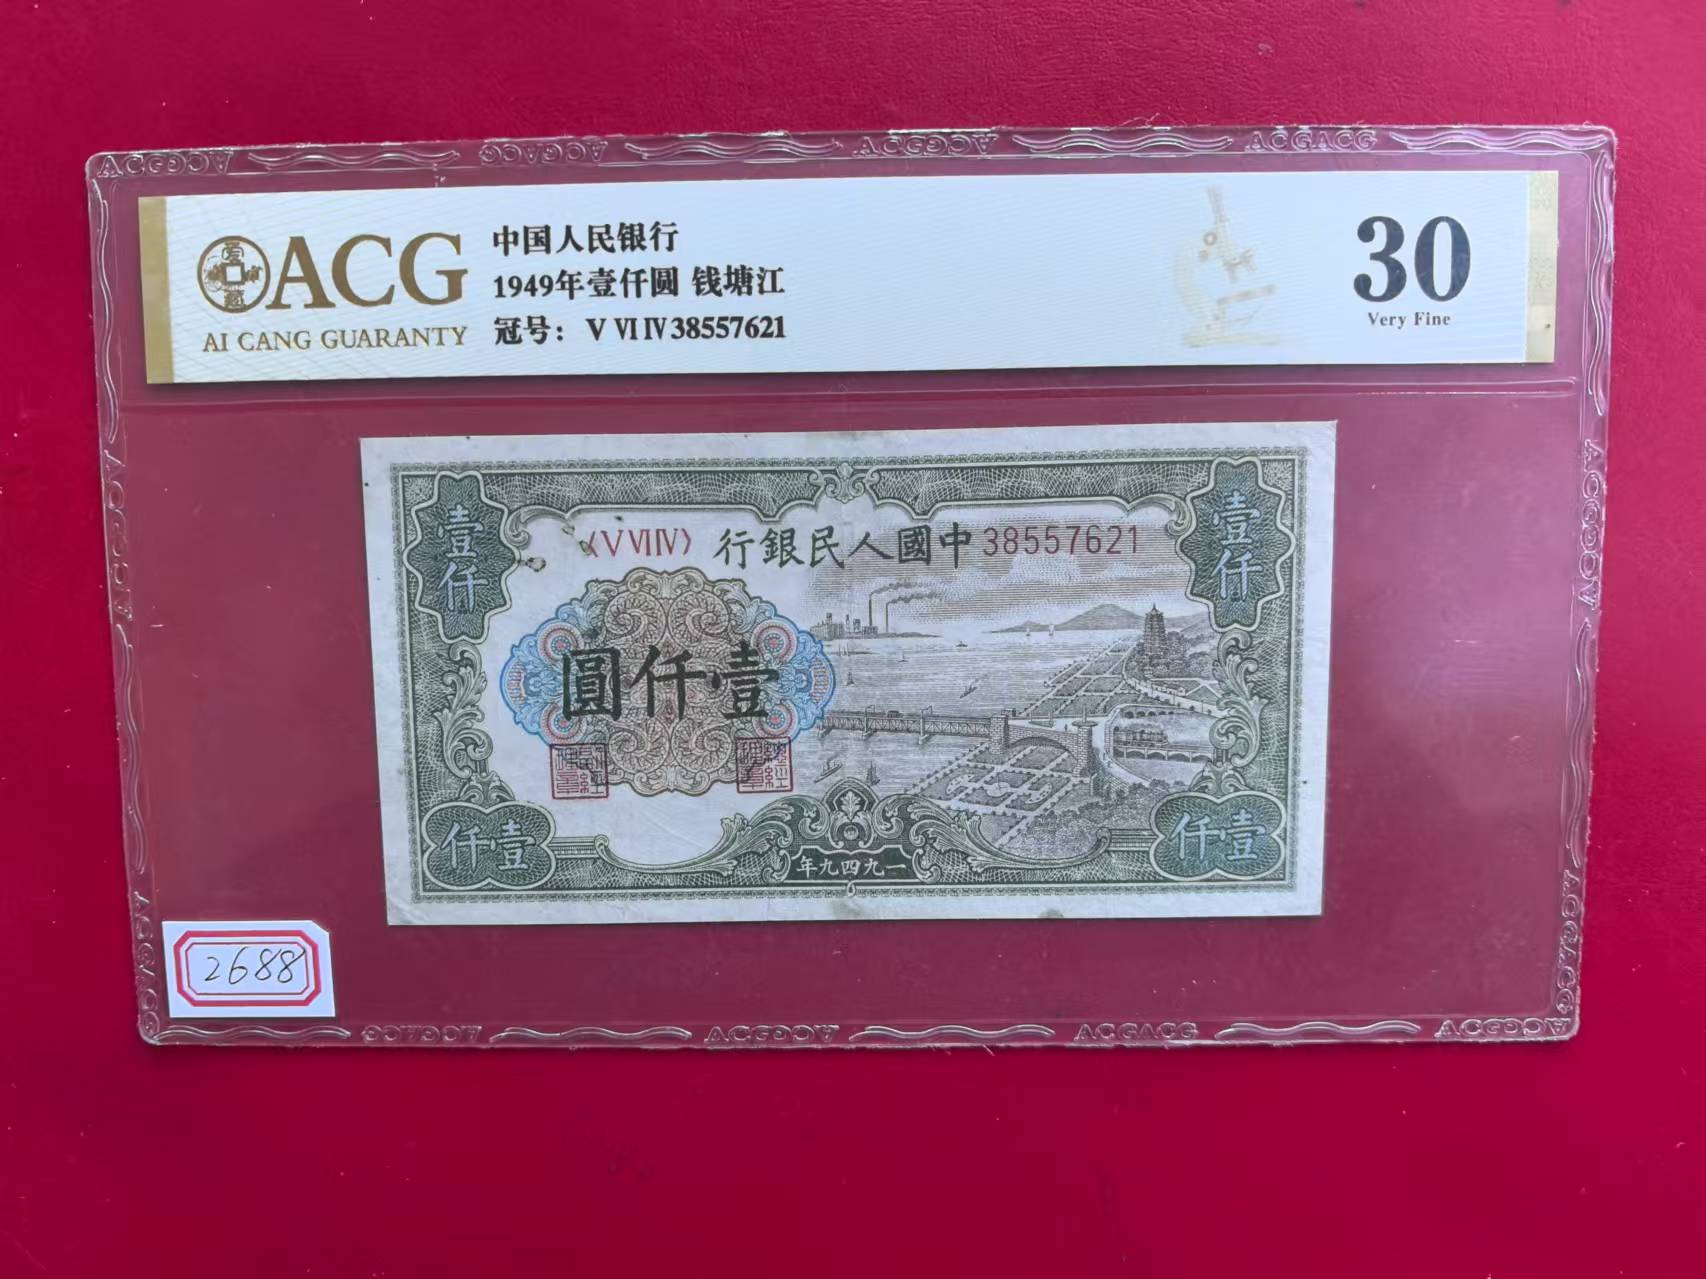 ACG
AI CANG GUARANTY
中国人民银行
1949年壹仟圆 钱塘江
冠号: V VI IV 38557621
30
Very Fine
壹仟
〈V VI IV〉
行銀民人國中
38557621
壹仟
圓仟壹
仟壹
年九四九一
仟壹
2688